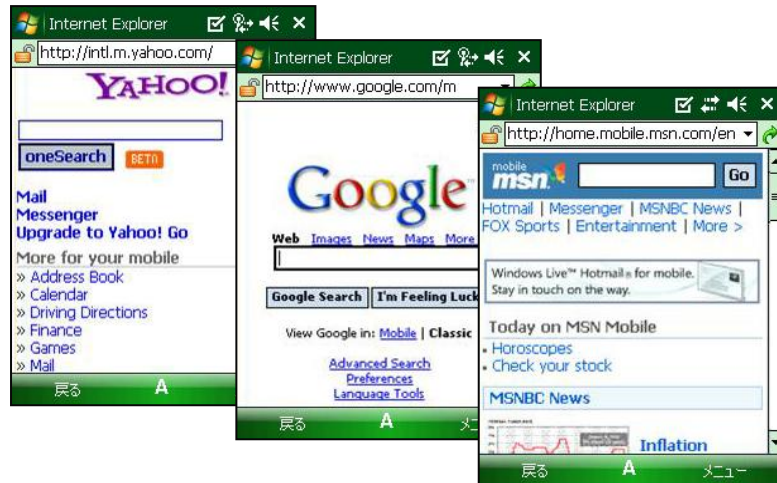 Internet Explorer
http://intl.m.yahoo.com/
YAHOO!
oneSearch BETA
Mail
Messenger
Upgrade to Yahoo! Go
More for your mobile
» Address Book
» Calendar
» Driving Directions
» Finance
» Games
» Mail
戻る A
Internet Explorer
http://www.google.com/m
Google
Web Images News Maps More
Google Search I'm Feeling Luck
View Google in: Mobile | Classic
Advanced Search
Preferences
Language Tools
戻る A
Internet Explorer
http://home.mobile.msn.com/en
mobile
msn Go
Hotmail | Messenger | MSNBC News |
FOX Sports | Entertainment | More >
Windows Live™ Hotmail® for mobile.
Stay in touch on the way.
Today on MSN Mobile
Horoscopes
Check your stock
MSNBC News
Inflation
戻る A メニュー